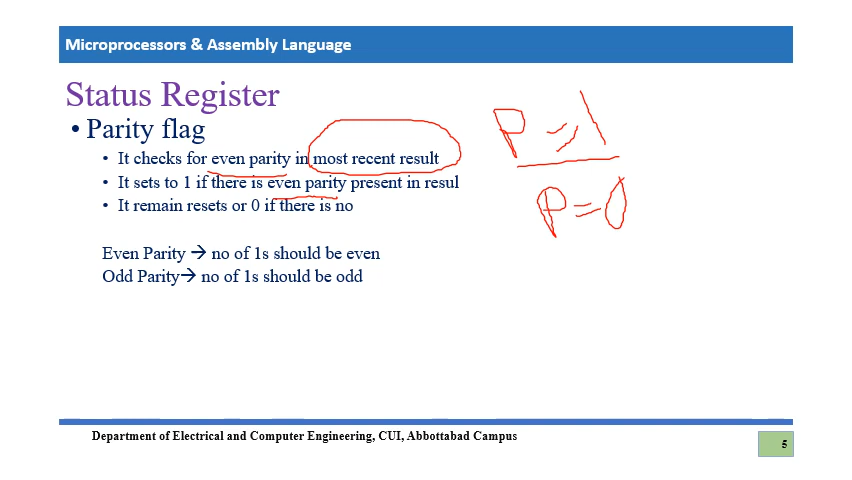 Microprocessors & Assembly Language
Status Register
• Parity flag
• It checks for even parity in most recent result
• It sets to 1 if there is even parity present in resul
• It remain resets or 0 if there is no
Even Parity → no of 1s should be even
Odd Parity→ no of 1s should be odd
P = 1
P = 0
Department of Electrical and Computer Engineering, CUI, Abbottabad Campus
5